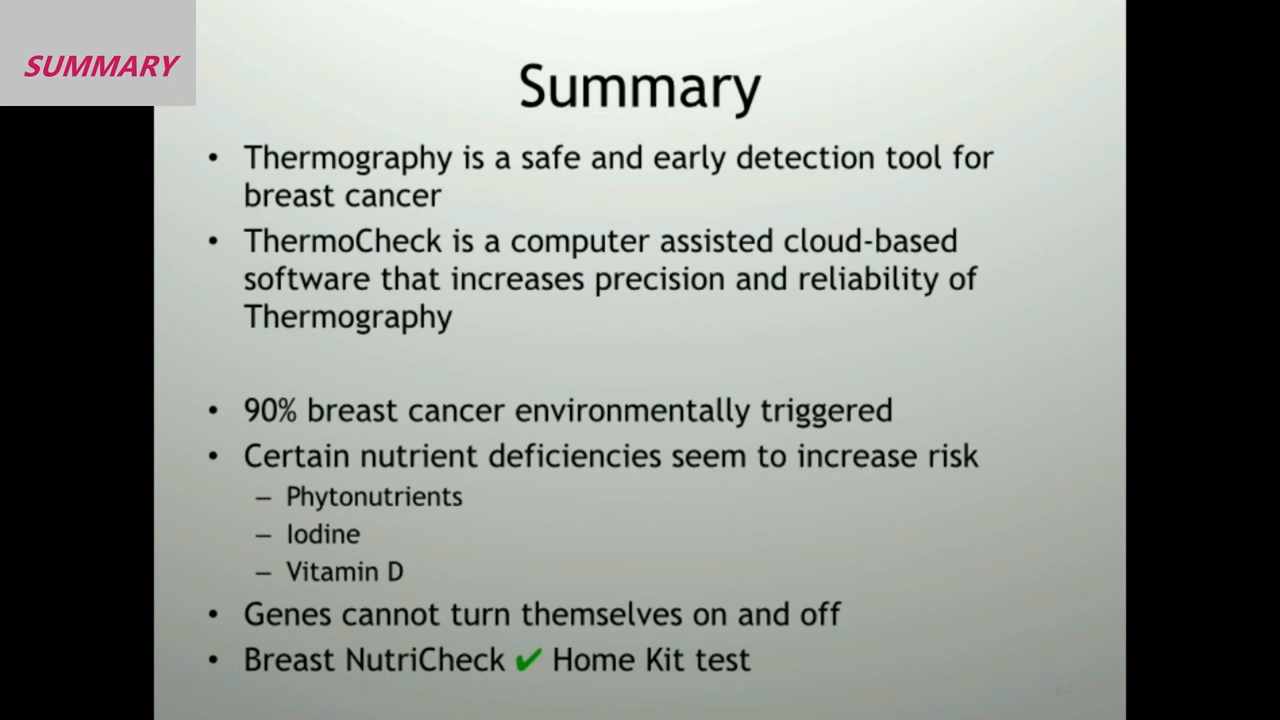 SUMMARY
Summary
• Thermography is a safe and early detection tool for
breast cancer
• ThermoCheck is a computer assisted cloud-based
software that increases precision and reliability of
Thermography
• 90% breast cancer environmentally triggered
• Certain nutrient deficiencies seem to increase risk
– Phytonutrients
– Iodine
– Vitamin D
• Genes cannot turn themselves on and off
• Breast NutriCheck ✔ Home Kit test